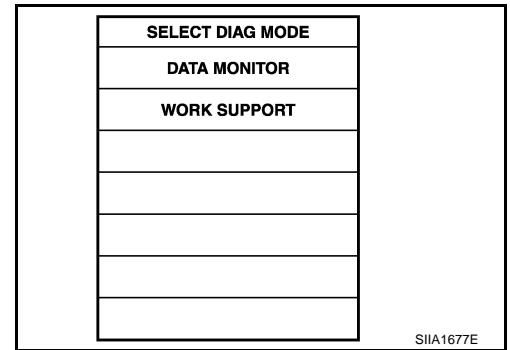 SELECT DIAG MODE
DATA MONITOR
WORK SUPPORT
SIIA1677E